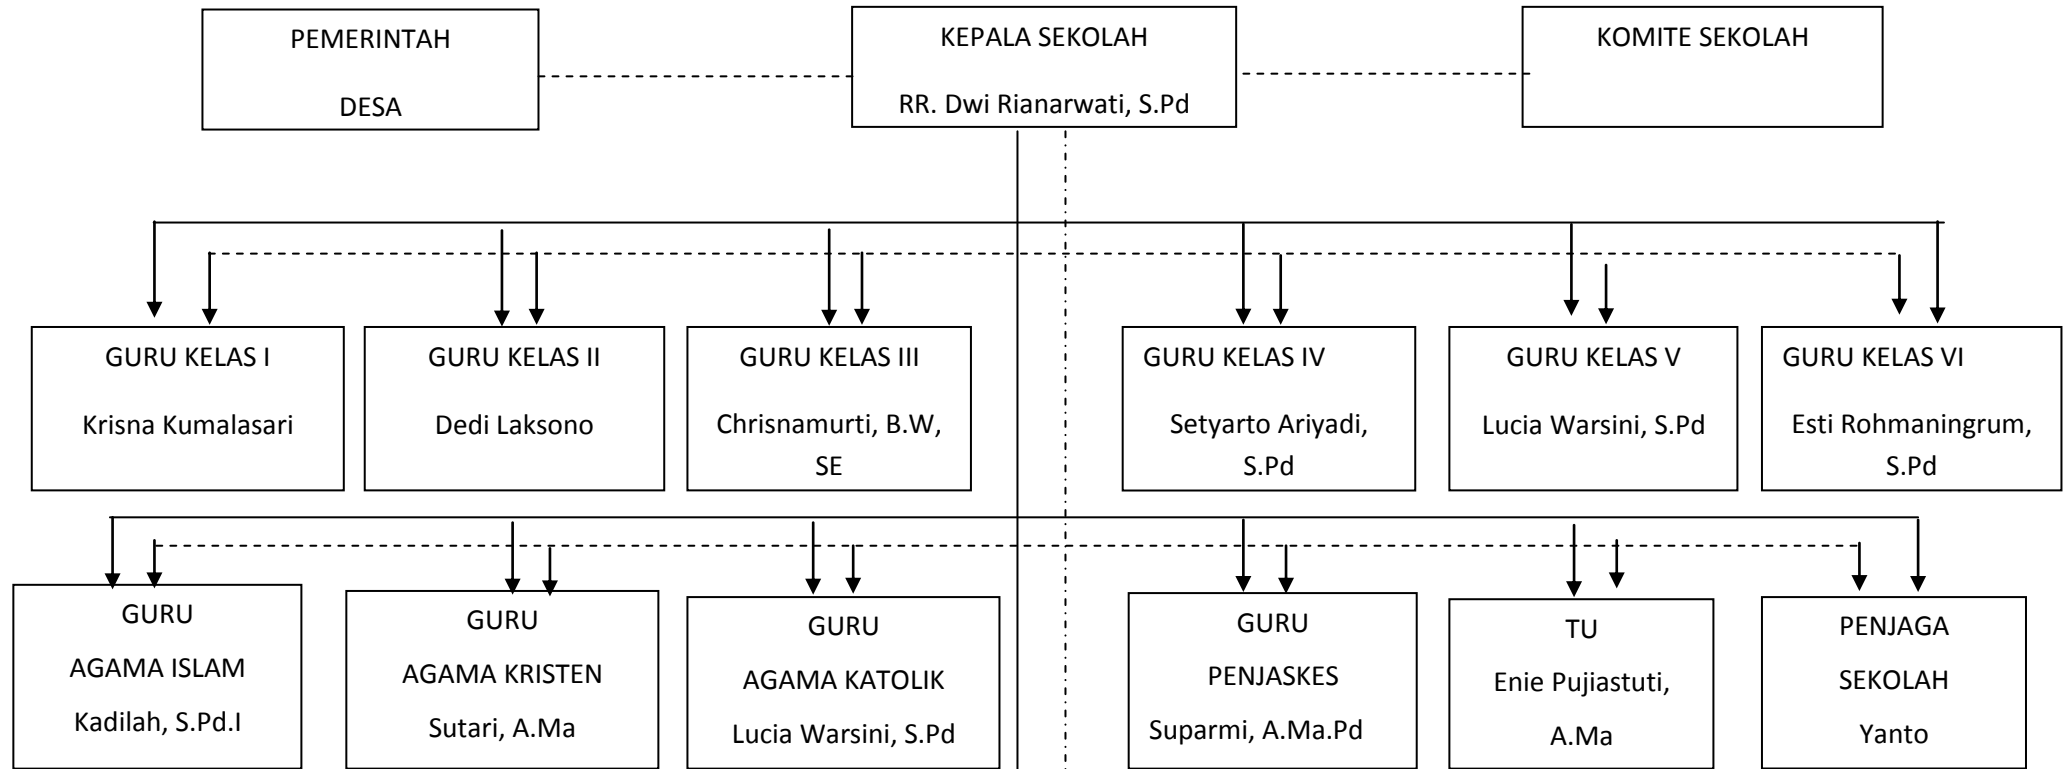 PEMERINTAH
DESA
KEPALA SEKOLAH
RR. Dwi Rianarwati, S.Pd
KOMITE SEKOLAH
GURU KELAS I
Krisna Kumalasari
GURU KELAS II
Dedi Laksono
GURU KELAS III
Chrisnamurti, B.W,
SE
GURU KELAS IV
Setyarto Ariyadi,
S.Pd
GURU KELAS V
Lucia Warsini, S.Pd
GURU KELAS VI
Esti Rohmaningrum,
S.Pd
GURU
AGAMA ISLAM
Kadilah, S.Pd.I
GURU
AGAMA KRISTEN
Sutari, A.Ma
GURU
AGAMA KATOLIK
Lucia Warsini, S.Pd
GURU
PENJASKES
Suparmi, A.Ma.Pd
TU
Enie Pujiastuti,
A.Ma
PENJAGA
SEKOLAH
Yanto